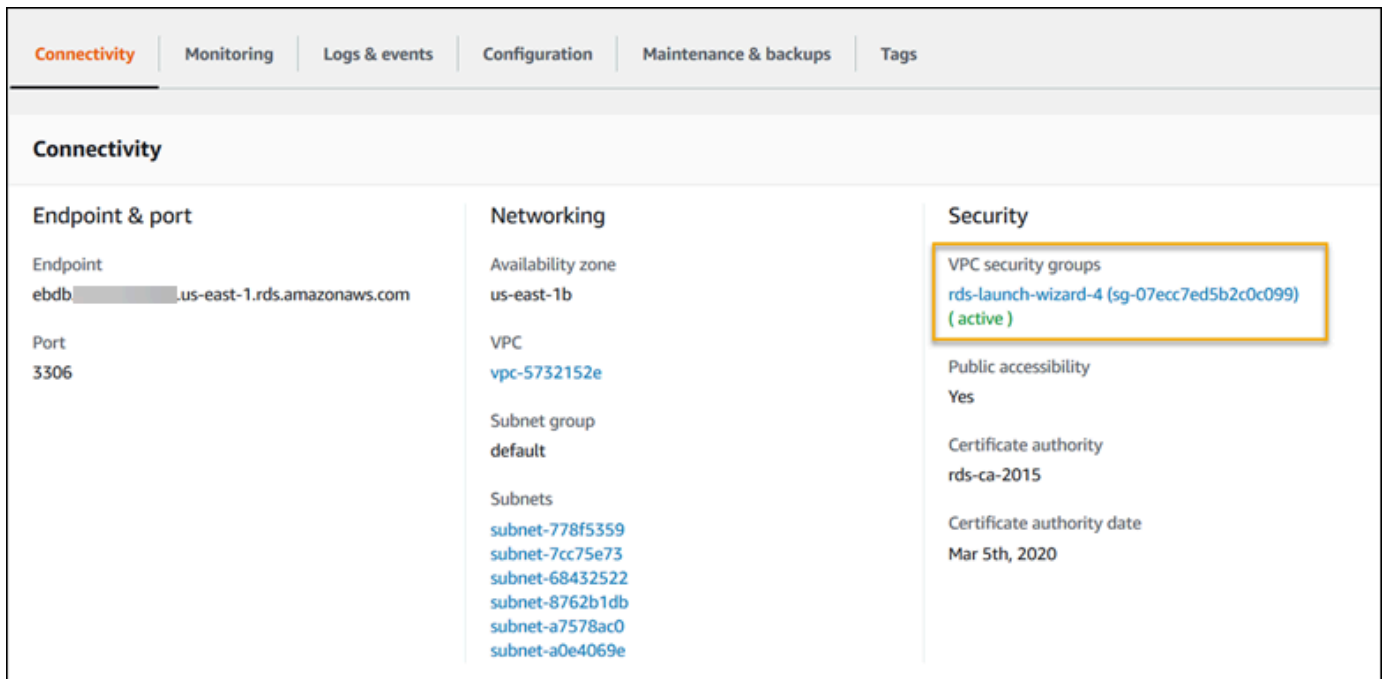 Connectivity
Monitoring
Logs & events
Configuration
Maintenance & backups
Tags
Connectivity
Endpoint & port
Endpoint
ebdb. .us-east-1.rds.amazonaws.com
Port
3306
Networking
Availability zone
us-east-1b
VPC
vpc-5732152e
Subnet group
default
Subnets
subnet-778f5359
subnet-7cc75e73
subnet-68432522
subnet-8762b1db
subnet-a7578ac0
subnet-a0e4069e
Security
VPC security groups
rds-launch-wizard-4 (sg-07ecc7ed5b2c0c099)
( active )
Public accessibility
Yes
Certificate authority
rds-ca-2015
Certificate authority date
Mar 5th, 2020